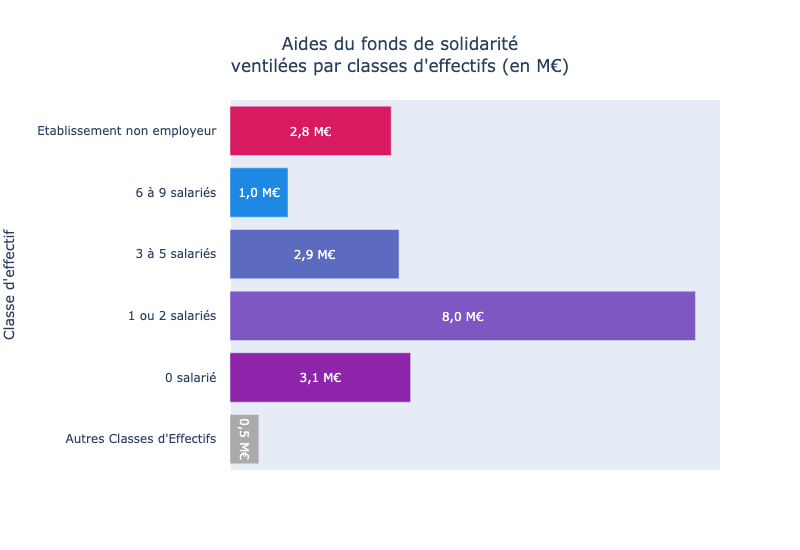 Aides du fonds de solidarité
ventilées par classes d'effectifs (en M€)
Classe d'effectif
Etablissement non employeur
2,8 M€
6 à 9 salariés
1,0 M€
3 à 5 salariés
2,9 M€
1 ou 2 salariés
8,0 M€
0 salarié
3,1 M€
Autres Classes d'Effectifs
0,5 M€